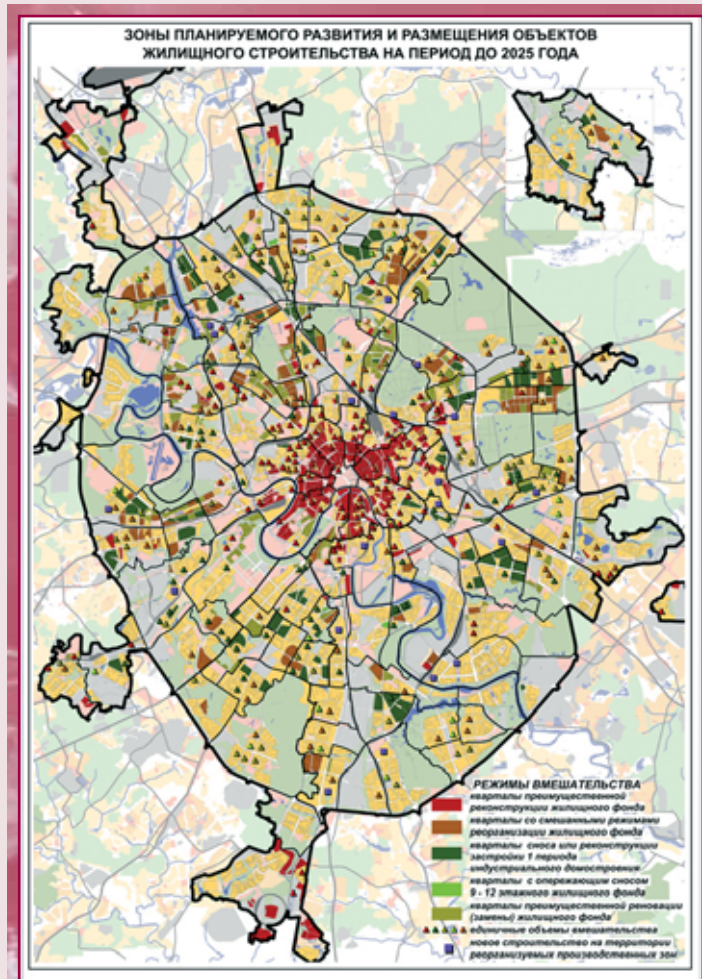 ЗОНЫ ПЛАНИРУЕМОГО РАЗВИТИЯ И РАЗМЕЩЕНИЯ ОБЪЕКТОВ
ЖИЛИЩНОГО СТРОИТЕЛЬСТВА НА ПЕРИОД ДО 2025 ГОДА
РЕЖИМЫ ВМЕШАТЕЛЬСТВА
кварталы преимущественной
реконструкции жилищного фонда
кварталы со смешанными режимами
реорганизации жилищного фонда
кварталы сноса или реконструкции
застройки 1 периода
индустриального домостроения
кварталы с опережающим сносом
9 - 12 этажного жилищного фонда
кварталы преимущественной реновации
(замены) жилищного фонда
единичные объемы вмешательства
новое строительство на территории
реорганизуемых производственных зон